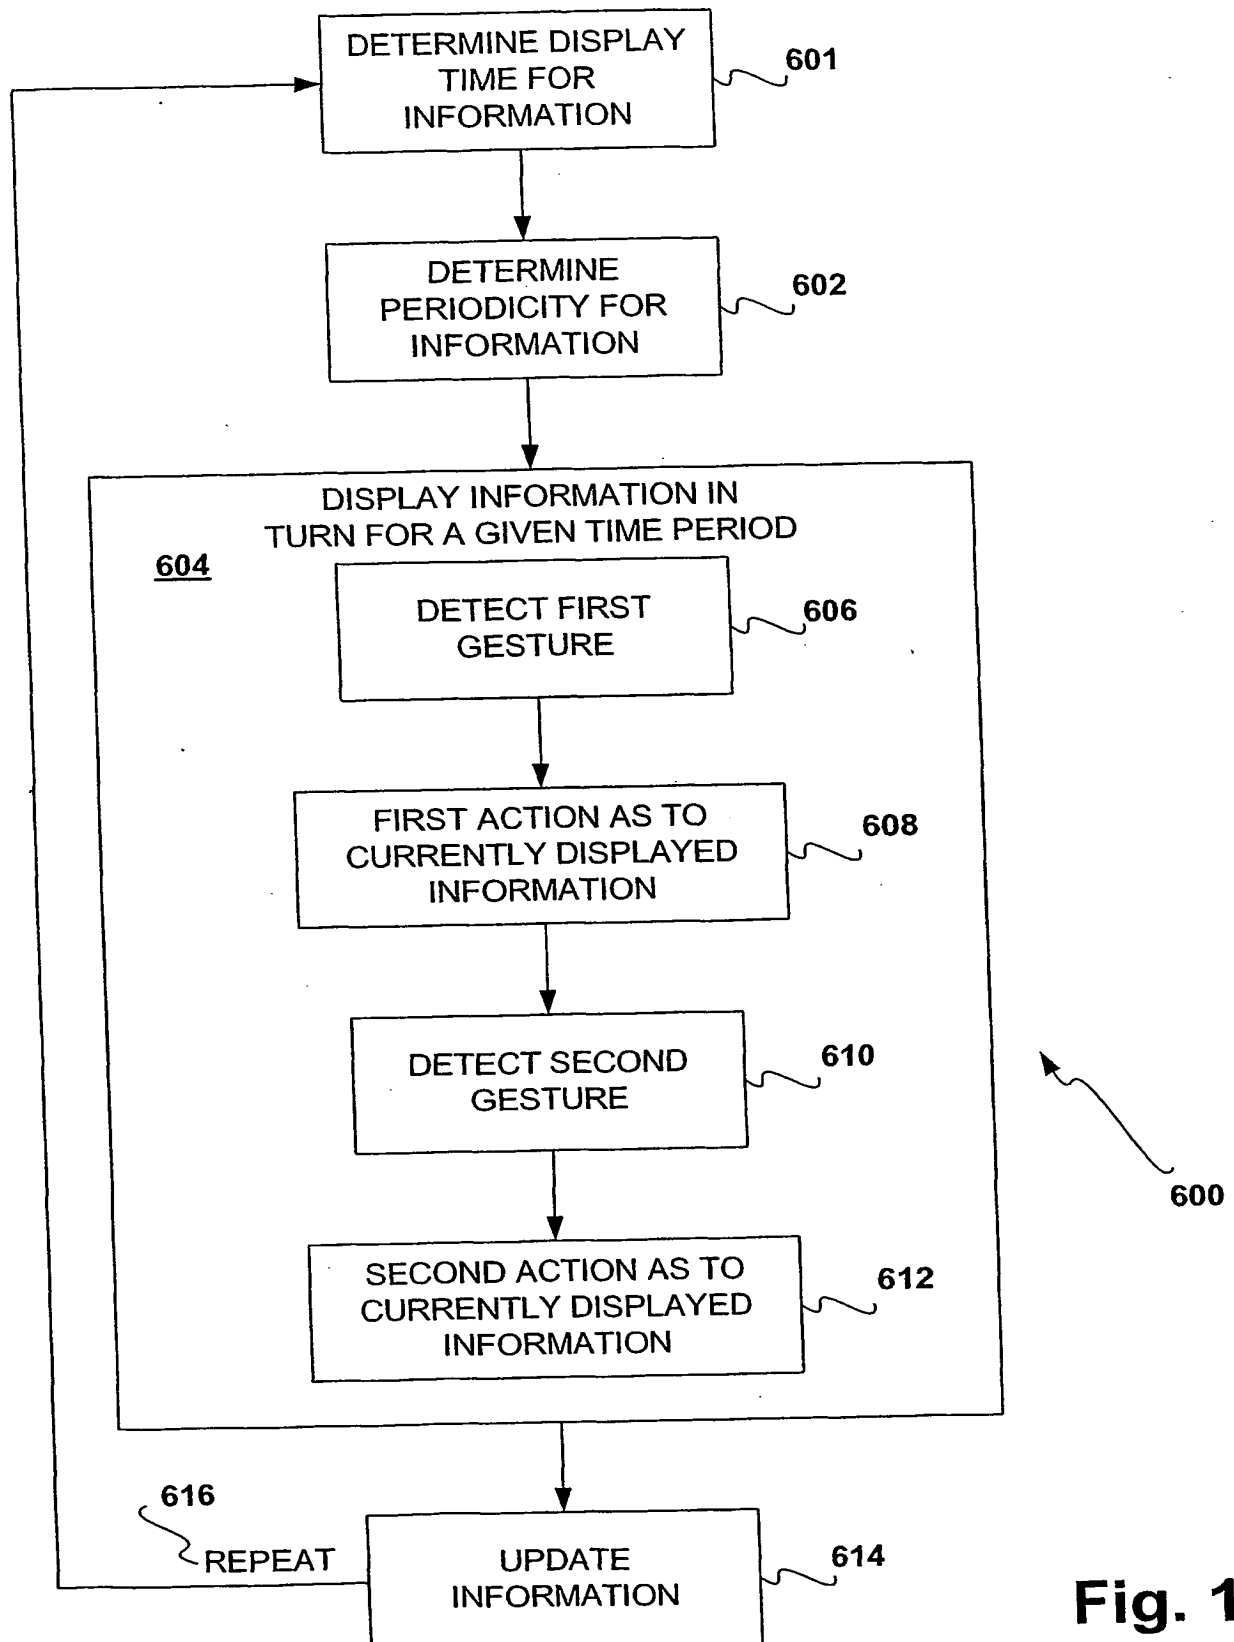 DETERMINE DISPLAY
TIME FOR
INFORMATION
601
DETERMINE
PERIODICITY FOR
INFORMATION
602
DISPLAY INFORMATION IN
TURN FOR A GIVEN TIME PERIOD
604
DETECT FIRST
GESTURE
606
FIRST ACTION AS TO
CURRENTLY DISPLAYED
INFORMATION
608
DETECT SECOND
GESTURE
610
600
SECOND ACTION AS TO
CURRENTLY DISPLAYED
INFORMATION
612
616
REPEAT
UPDATE
INFORMATION
614
Fig. 1